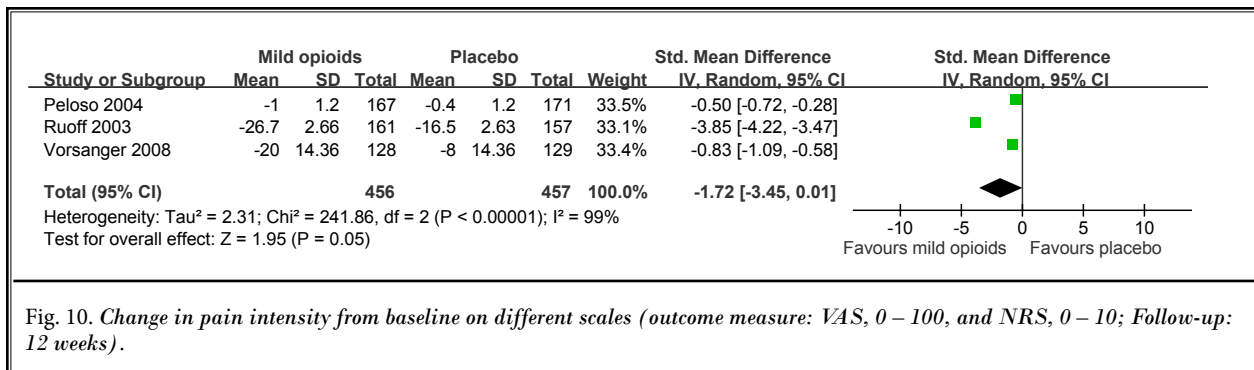 Mild opioids Placebo Std. Mean Difference Std. Mean Difference
Study or Subgroup Mean SD Total Mean SD Total Weight IV, Random, 95% CI IV, Random, 95% CI
Peloso 2004 -1 1.2 167 -0.4 1.2 171 33.5% -0.50 [-0.72, -0.28]
Ruoff 2003 -26.7 2.66 161 -16.5 2.63 157 33.1% -3.85 [-4.22, -3.47]
Vorsanger 2008 -20 14.36 128 -8 14.36 129 33.4% -0.83 [-1.09, -0.58]
Total (95% CI) 456 457 100.0% -1.72 [-3.45, 0.01]
Heterogeneity: Tau² = 2.31; Chi² = 241.86, df = 2 (P < 0.00001); I² = 99%
Test for overall effect: Z = 1.95 (P = 0.05)
-10 -5 0 5 10
Favours mild opioids Favours placebo
Fig. 10. Change in pain intensity from baseline on different scales (outcome measure: VAS, 0 – 100, and NRS, 0 – 10; Follow-up:
12 weeks).